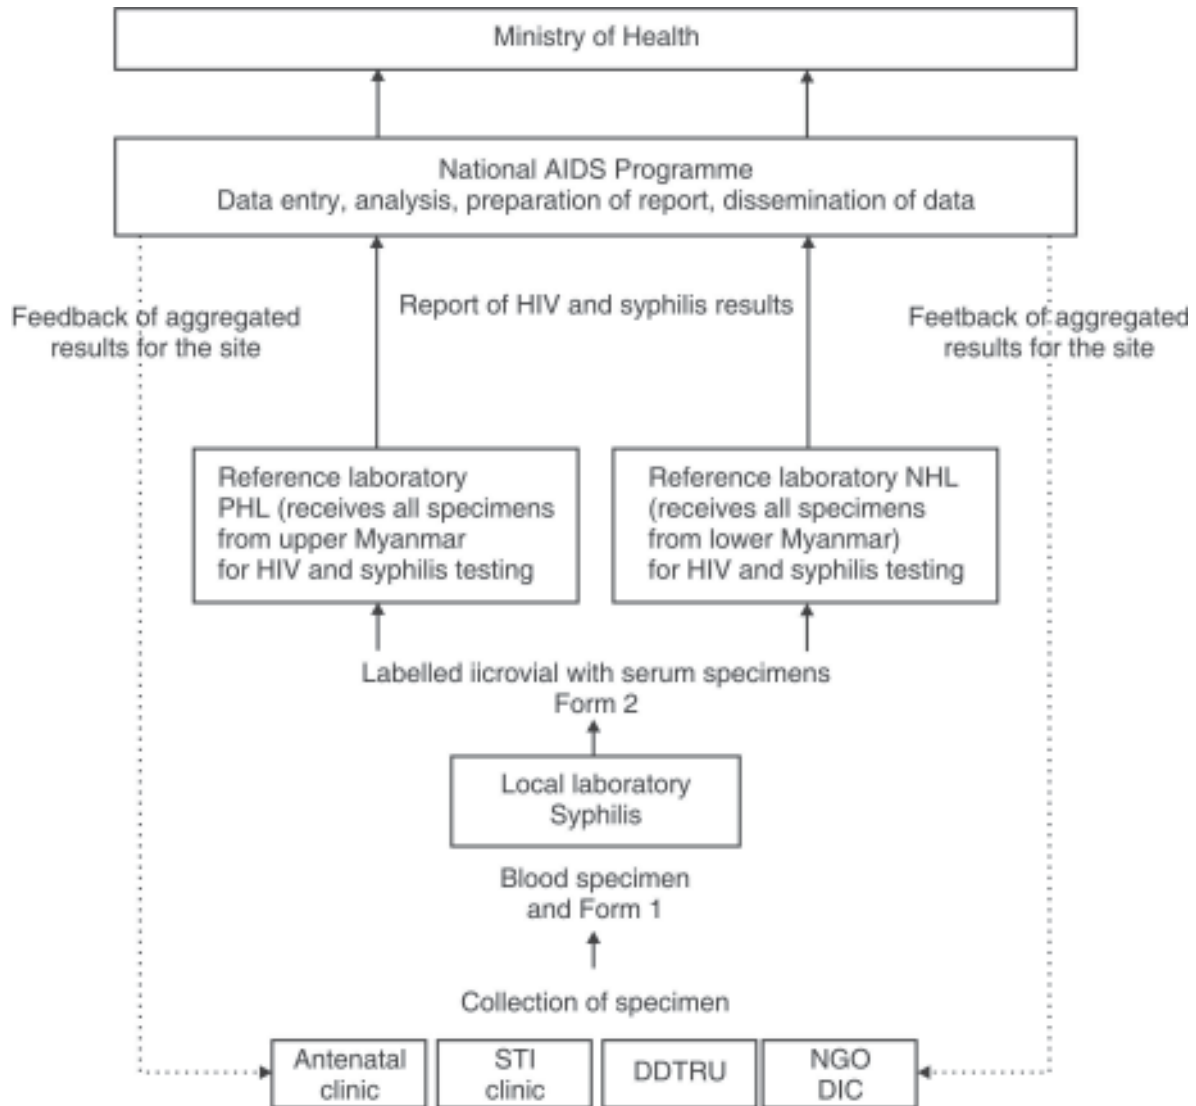 Ministry of Health
National AIDS Programme
Data entry, analysis, preparation of report, dissemination of data
Feedback of aggregated
results for the site
Report of HIV and syphilis results
Feetback of aggregated
results for the site
Reference laboratory
PHL (receives all specimens
from upper Myanmar
for HIV and syphilis testing
Reference laboratory NHL
(receives all specimens
from lower Myanmar)
for HIV and syphilis testing
Labelled iicrovial with serum specimens
Form 2
Local laboratory
Syphilis
Blood specimen
and Form 1
Collection of specimen
Antenatal
clinic
STI
clinic
DDTRU
NGO
DIC